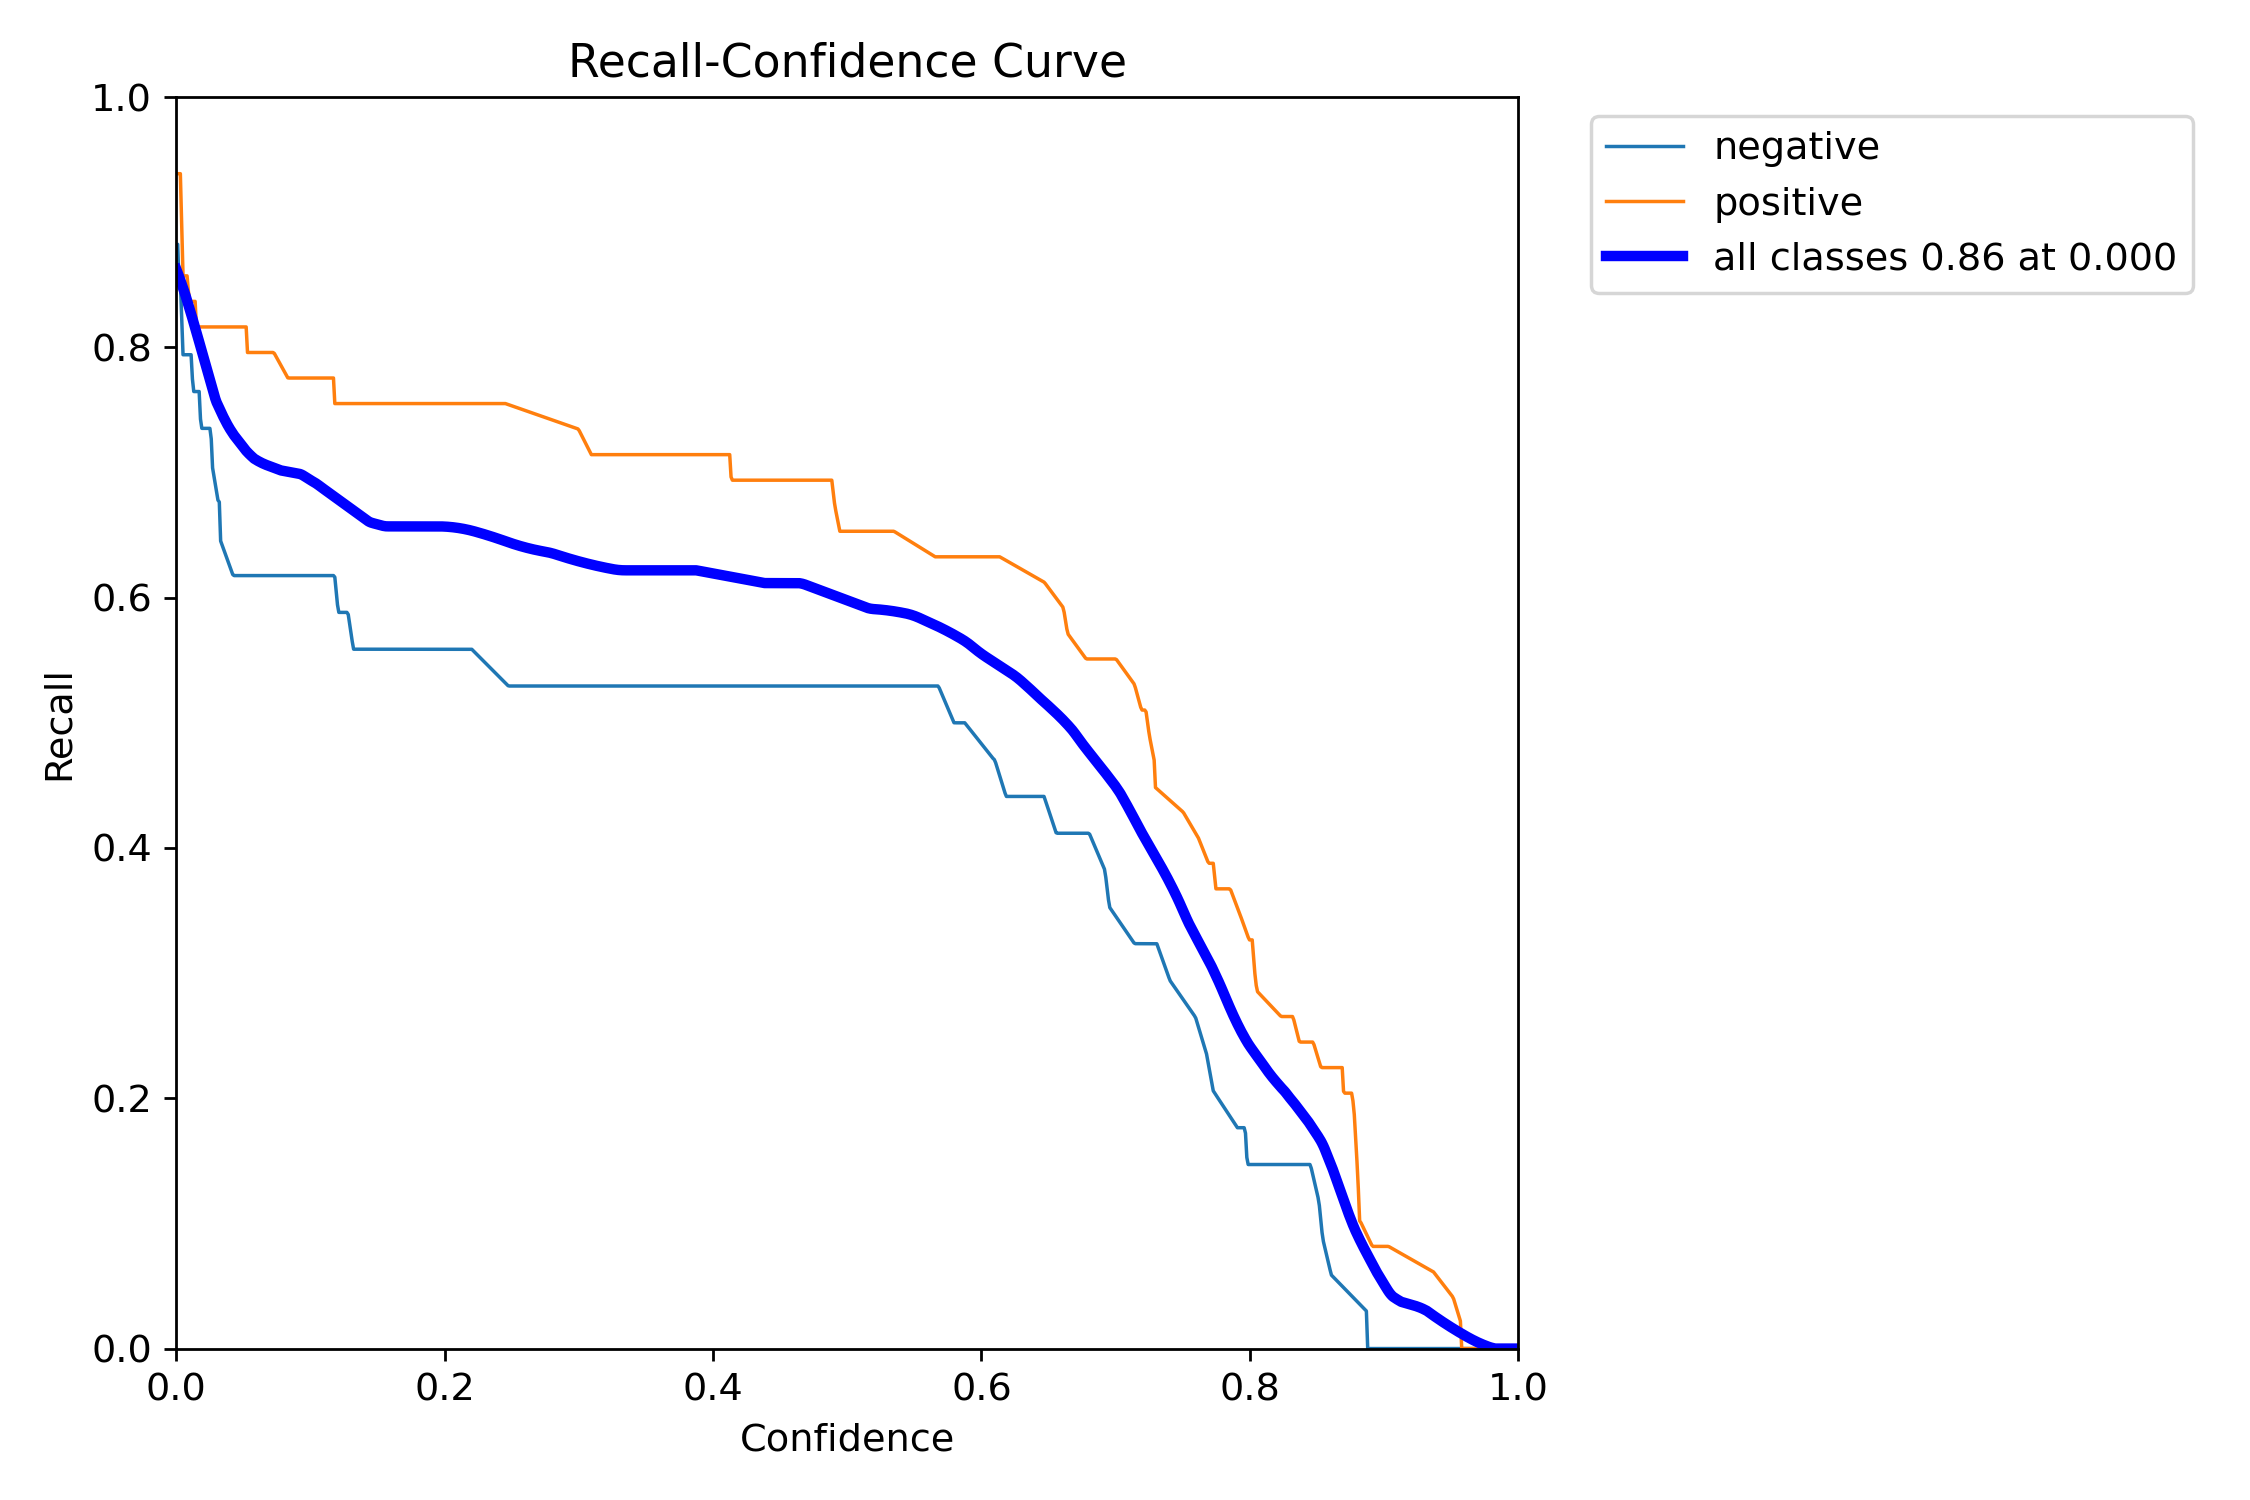 Recall-Confidence Curve
1.0
0.8
0.6
0.4
0.2
0.0
Recall
0.0 0.2 0.4 0.6 0.8 1.0
Confidence
negative
positive
all classes 0.86 at 0.000